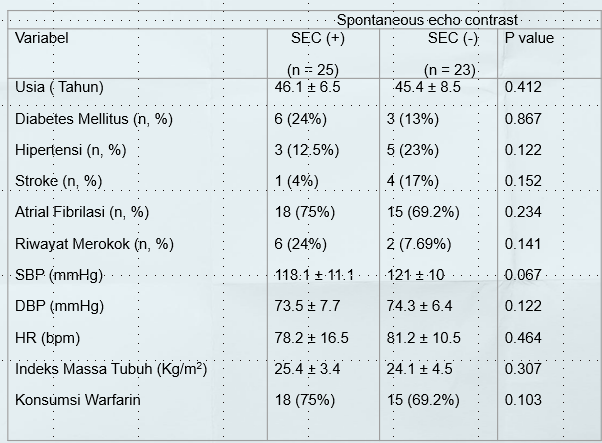 Spontaneous echo contrast
Variabel SEC (+) SEC (-) P value
(n = 25) (n = 23)
Usia ( Tahun) 46.1 ± 6.5 45.4 ± 8.5 0.412
Diabetes Mellitus (n, %) 6 (24%) 3 (13%) 0.867
Hipertensi (n, %) 3 (12.5%) 5 (23%) 0.122
Stroke (n, %) 1 (4%) 4 (17%) 0.152
Atrial Fibrilasi (n, %) 18 (75%) 15 (69.2%) 0.234
Riwayat Merokok (n, %) 6 (24%) 2 (7.69%) 0.141
SBP (mmHg) 118.1 ± 11.1 121 ± 10 0.067
DBP (mmHg) 73.5 ± 7.7 74.3 ± 6.4 0.122
HR (bpm) 78.2 ± 16.5 81.2 ± 10.5 0.464
Indeks Massa Tubuh (Kg/m²) 25.4 ± 3.4 24.1 ± 4.5 0.307
Konsumsi Warfarin 18 (75%) 15 (69.2%) 0.103